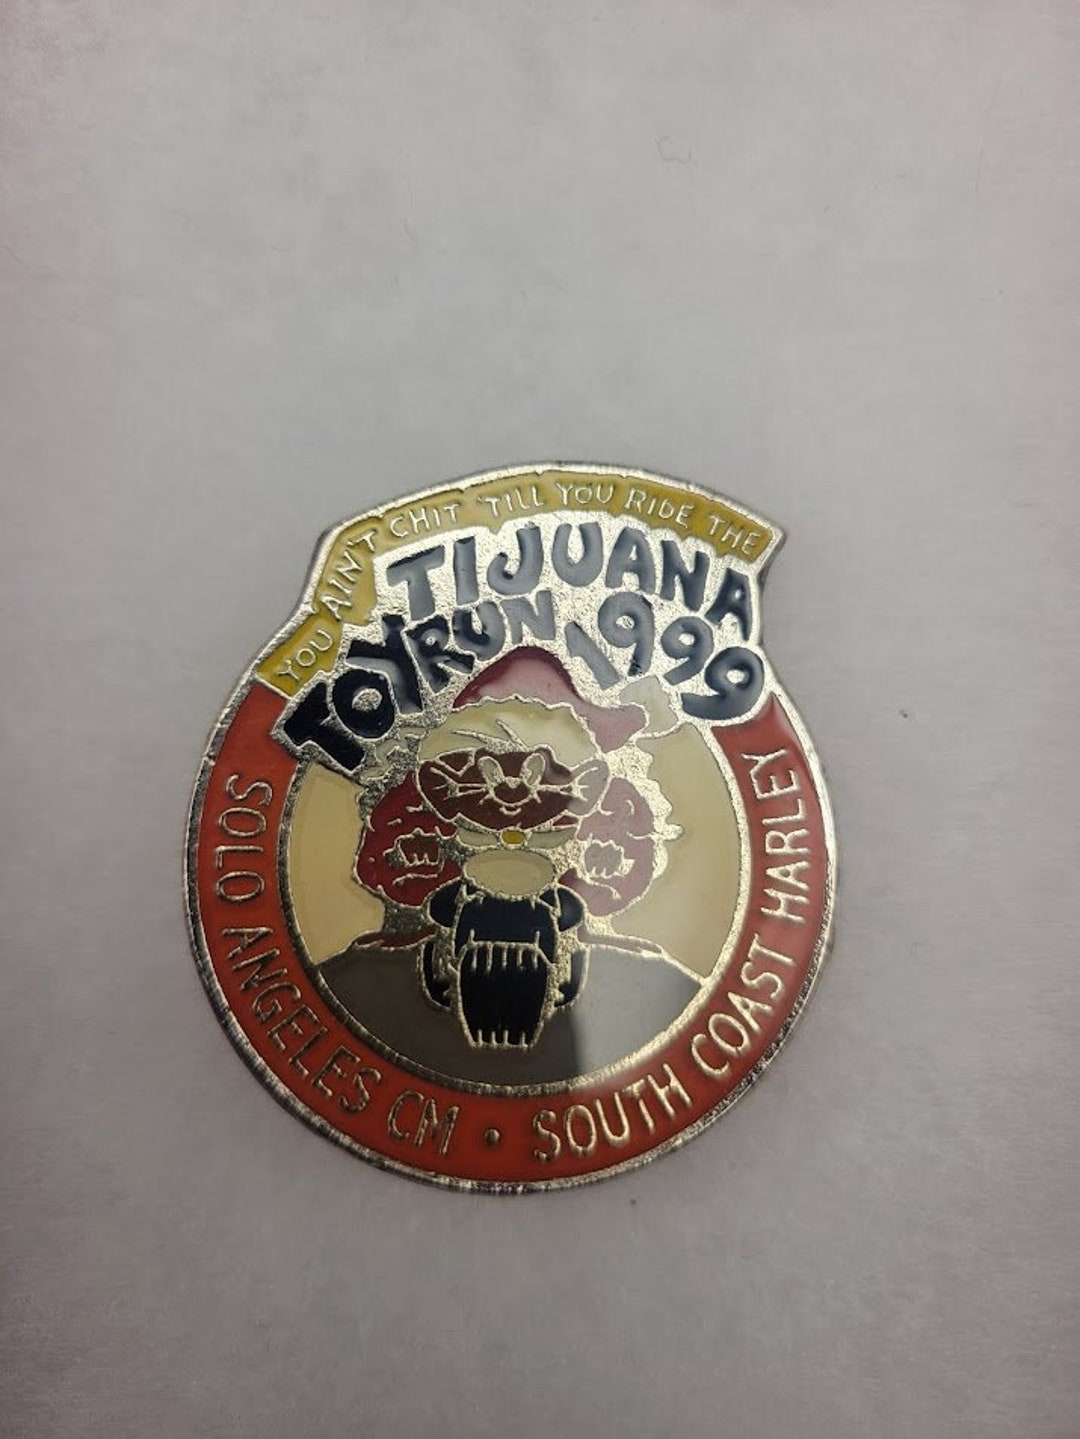 YOU AIN'T CHIT 'TILL YOU RIDE THE
TIJUANA
TOYRUN 1999
SOLO ANGELES CM • SOUTH COAST HARLEY